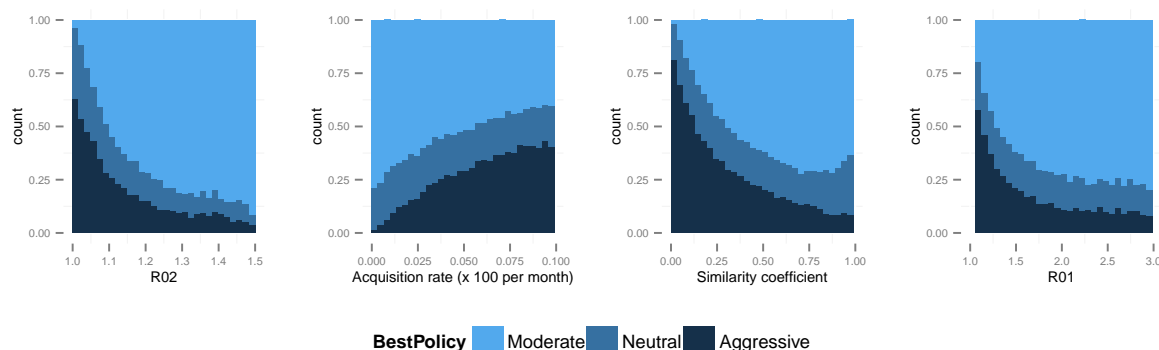 1.00
0.75
0.50
0.25
0.00
count
1.0 1.1 1.2 1.3 1.4 1.5
R02
1.00
0.75
0.50
0.25
0.00
count
0.000 0.025 0.050 0.075 0.100
Acquisition rate (x 100 per month)
1.00
0.75
0.50
0.25
0.00
count
0.00 0.25 0.50 0.75 1.00
Similarity coefficient
1.00
0.75
0.50
0.25
0.00
count
1.0 1.5 2.0 2.5 3.0
R01
BestPolicy Moderate Neutral Aggressive